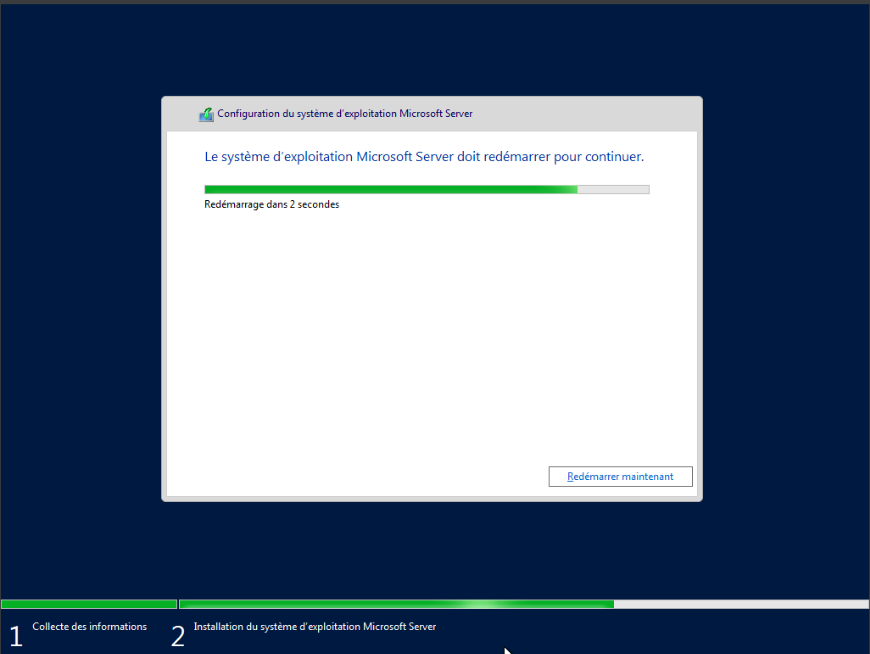 Configuration du système d'exploitation Microsoft Server
Le système d'exploitation Microsoft Server doit redémarrer pour continuer.
Redémarrage dans 2 secondes
Redémarrer maintenant
1 Collecte des informations
2 Installation du système d'exploitation Microsoft Server